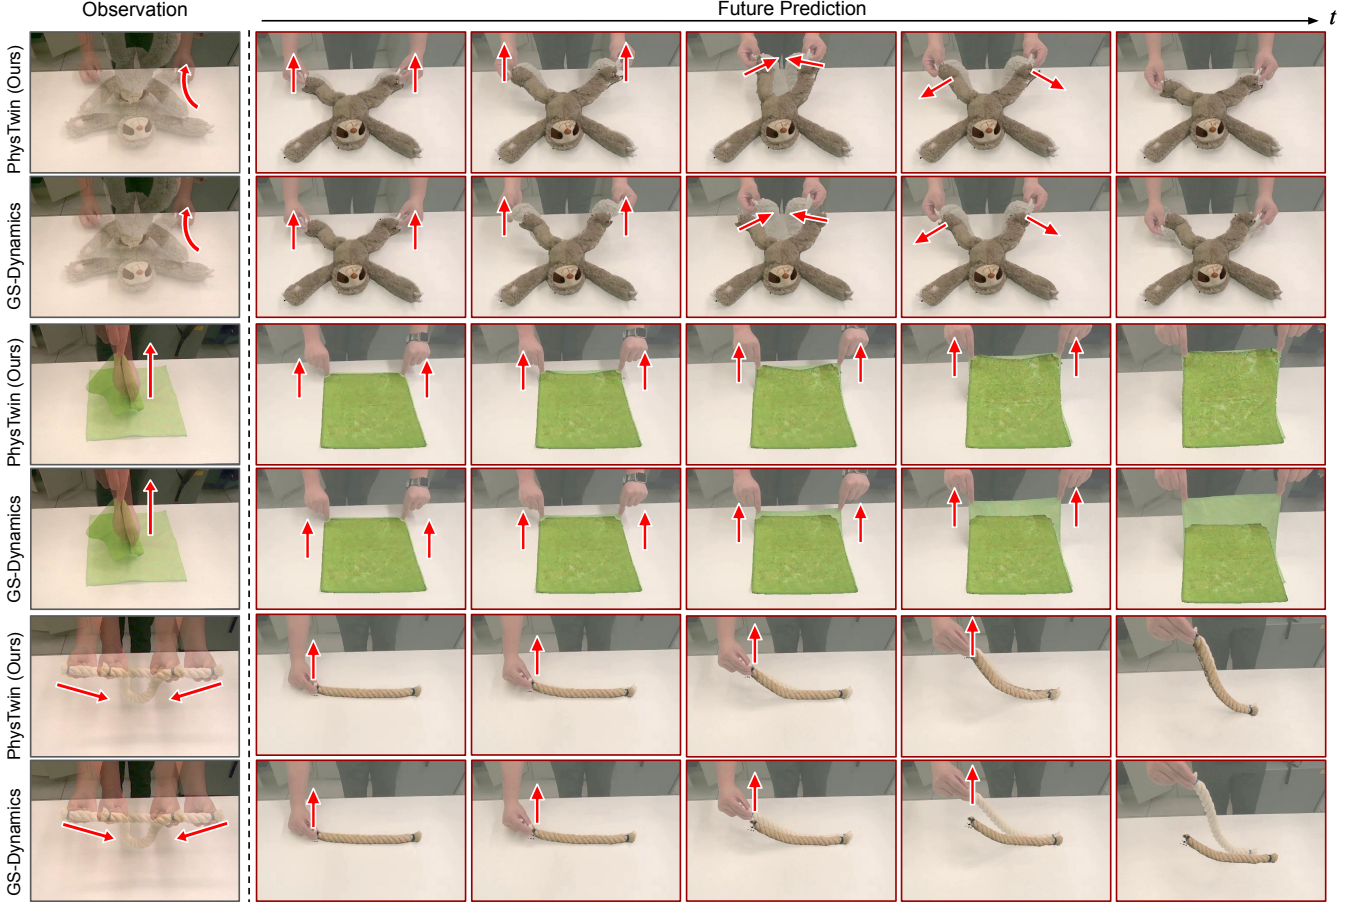 Observation
Future Prediction
t
PhysTwin (Ours)
GS-Dynamics
PhysTwin (Ours)
GS-Dynamics
PhysTwin (Ours)
GS-Dynamics